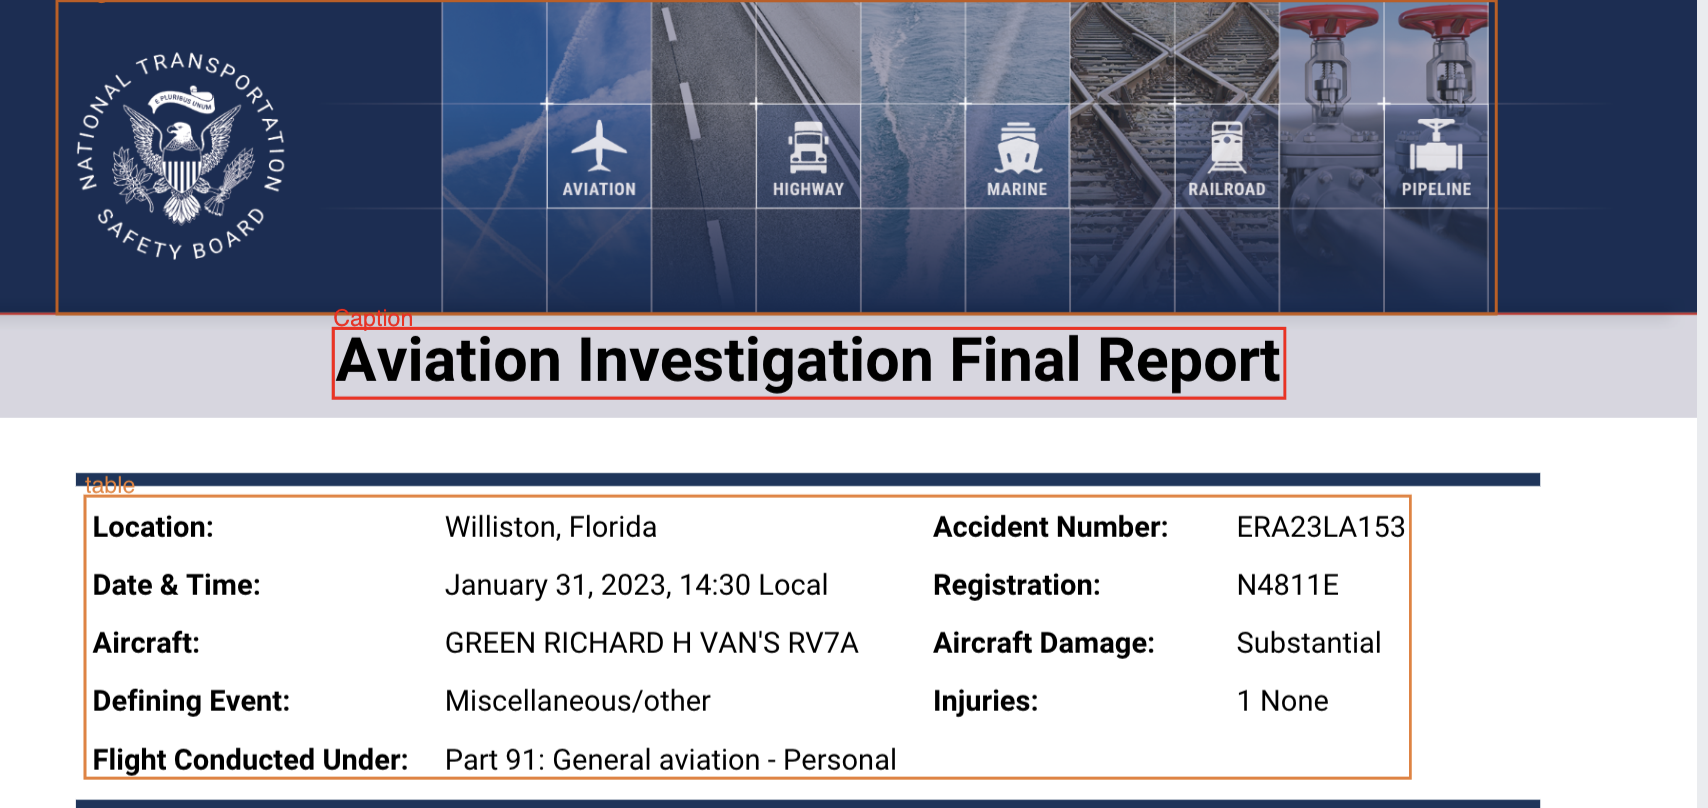 NATIONAL TRANSPORTATION SAFETY BOARD
E PLURIBUS UNUM
AVIATION HIGHWAY MARINE RAILROAD PIPELINE
Caption
Aviation Investigation Final Report
table
Location: Williston, Florida Accident Number: ERA23LA153
Date & Time: January 31, 2023, 14:30 Local Registration: N4811E
Aircraft: GREEN RICHARD H VAN'S RV7A Aircraft Damage: Substantial
Defining Event: Miscellaneous/other Injuries: 1 None
Flight Conducted Under: Part 91: General aviation - Personal